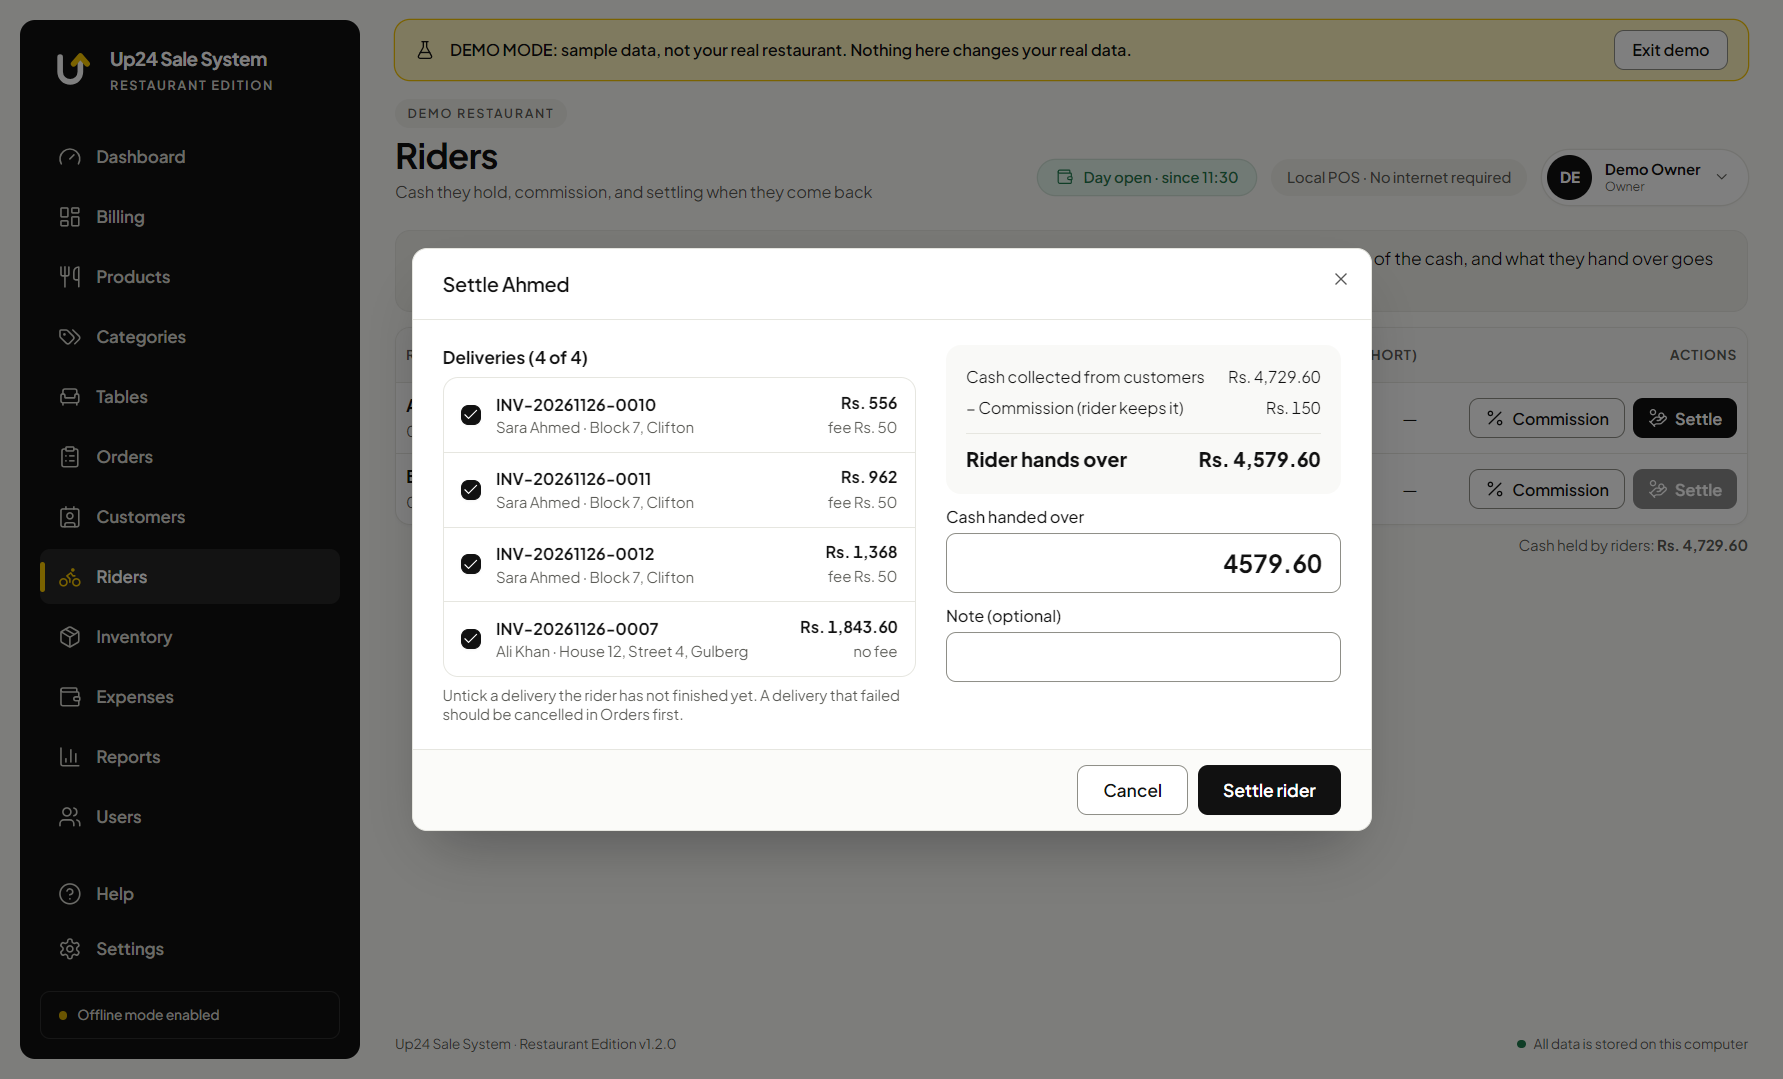 Up24 Sale System
RESTAURANT EDITION
Dashboard
Billing
Products
Categories
Tables
Orders
Customers
Riders
Inventory
Expenses
Reports
Users
Help
Settings
Offline mode enabled
DEMO MODE: sample data, not your real restaurant. Nothing here changes your real data.
Exit demo
DEMO RESTAURANT
Riders
Cash they hold, commission, and settling when they come back
Day open · since 11:30
Local POS · No internet required
DE
Demo Owner
Owner
of the cash, and what they hand over goes
ACTIONS
— Commission Settle
— Commission Settle
Cash held by riders: Rs. 4,729.60
Settle Ahmed
Deliveries (4 of 4)
INV-20261126-0010 Rs. 556
Sara Ahmed · Block 7, Clifton fee Rs. 50
INV-20261126-0011 Rs. 962
Sara Ahmed · Block 7, Clifton fee Rs. 50
INV-20261126-0012 Rs. 1,368
Sara Ahmed · Block 7, Clifton fee Rs. 50
INV-20261126-0007 Rs. 1,843.60
Ali Khan · House 12, Street 4, Gulberg no fee
Untick a delivery the rider has not finished yet. A delivery that failed
should be cancelled in Orders first.
Cash collected from customers Rs. 4,729.60
– Commission (rider keeps it) Rs. 150
Rider hands over Rs. 4,579.60
Cash handed over
4579.60
Note (optional)
Cancel
Settle rider
Up24 Sale System · Restaurant Edition v1.2.0
All data is stored on this computer